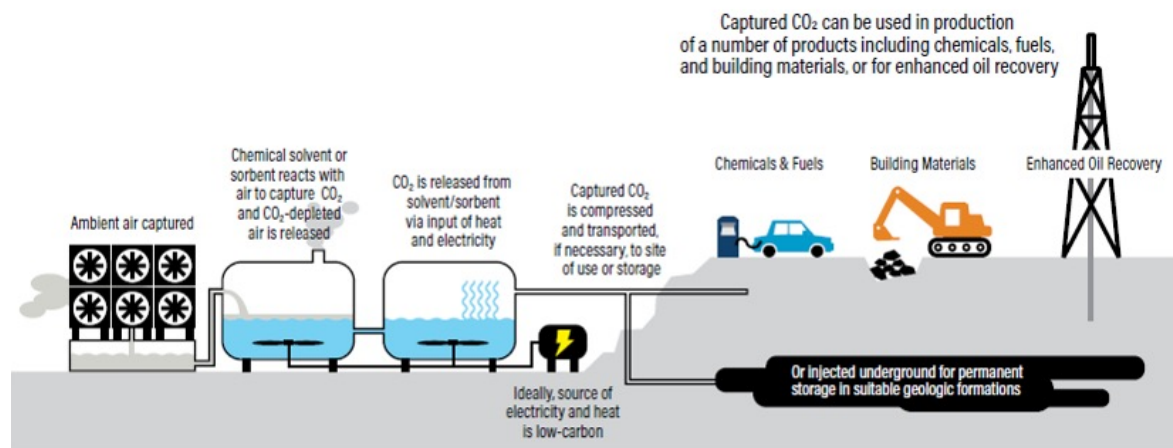 Captured CO₂ can be used in production
of a number of products including chemicals, fuels,
and building materials, or for enhanced oil recovery
Ambient air captured
Chemical solvent or
sorbent reacts with
air to capture CO₂
and CO₂-depleted
air is released
CO₂ is released from
solvent/sorbent
via input of heat
and electricity
Captured CO₂
is compressed
and transported,
if necessary, to site
of use or storage
Chemicals & Fuels
Building Materials
Enhanced Oil Recovery
Ideally, source of
electricity and heat
is low-carbon
Or injected underground for permanent
storage in suitable geologic formations